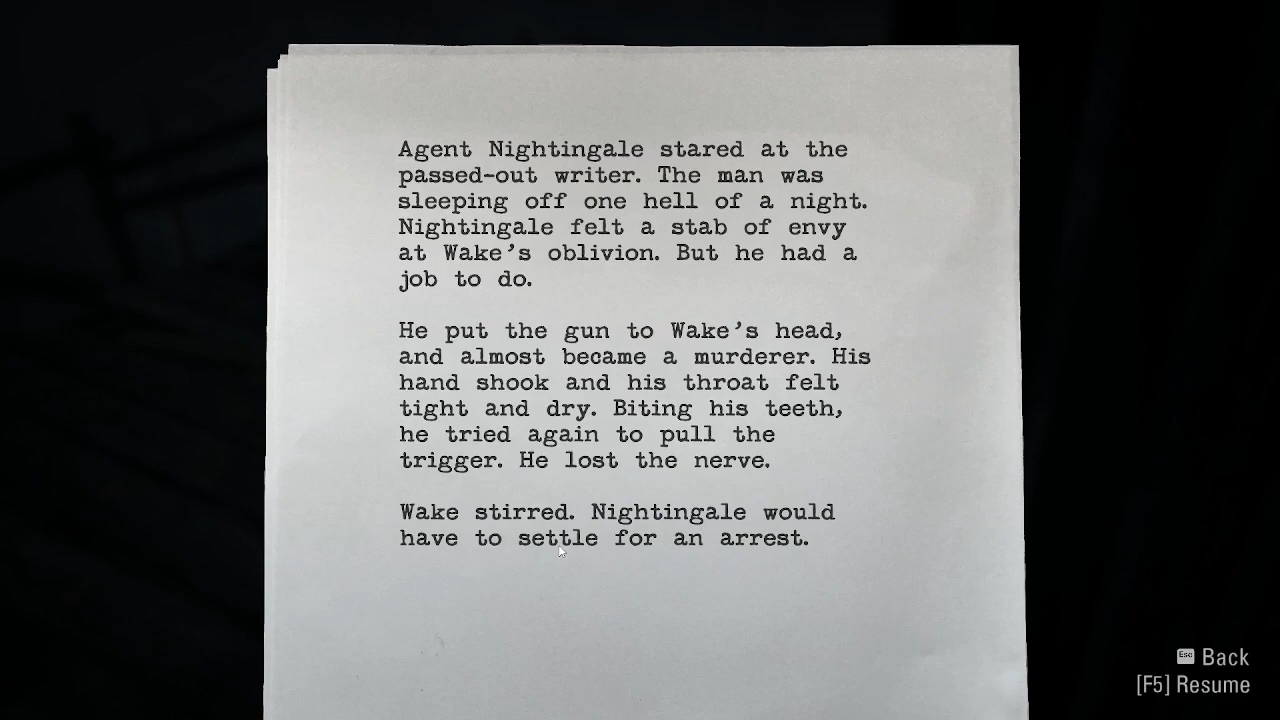 Agent Nightingale stared at the
passed-out writer. The man was
sleeping off one hell of a night.
Nightingale felt a stab of envy
at Wake's oblivion. But he had a
job to do.
He put the gun to Wake's head,
and almost became a murderer. His
hand shook and his throat felt
tight and dry. Biting his teeth,
he tried again to pull the
trigger. He lost the nerve.
Wake stirred. Nightingale would
have to settle for an arrest.
Esc Back
[F5] Resume